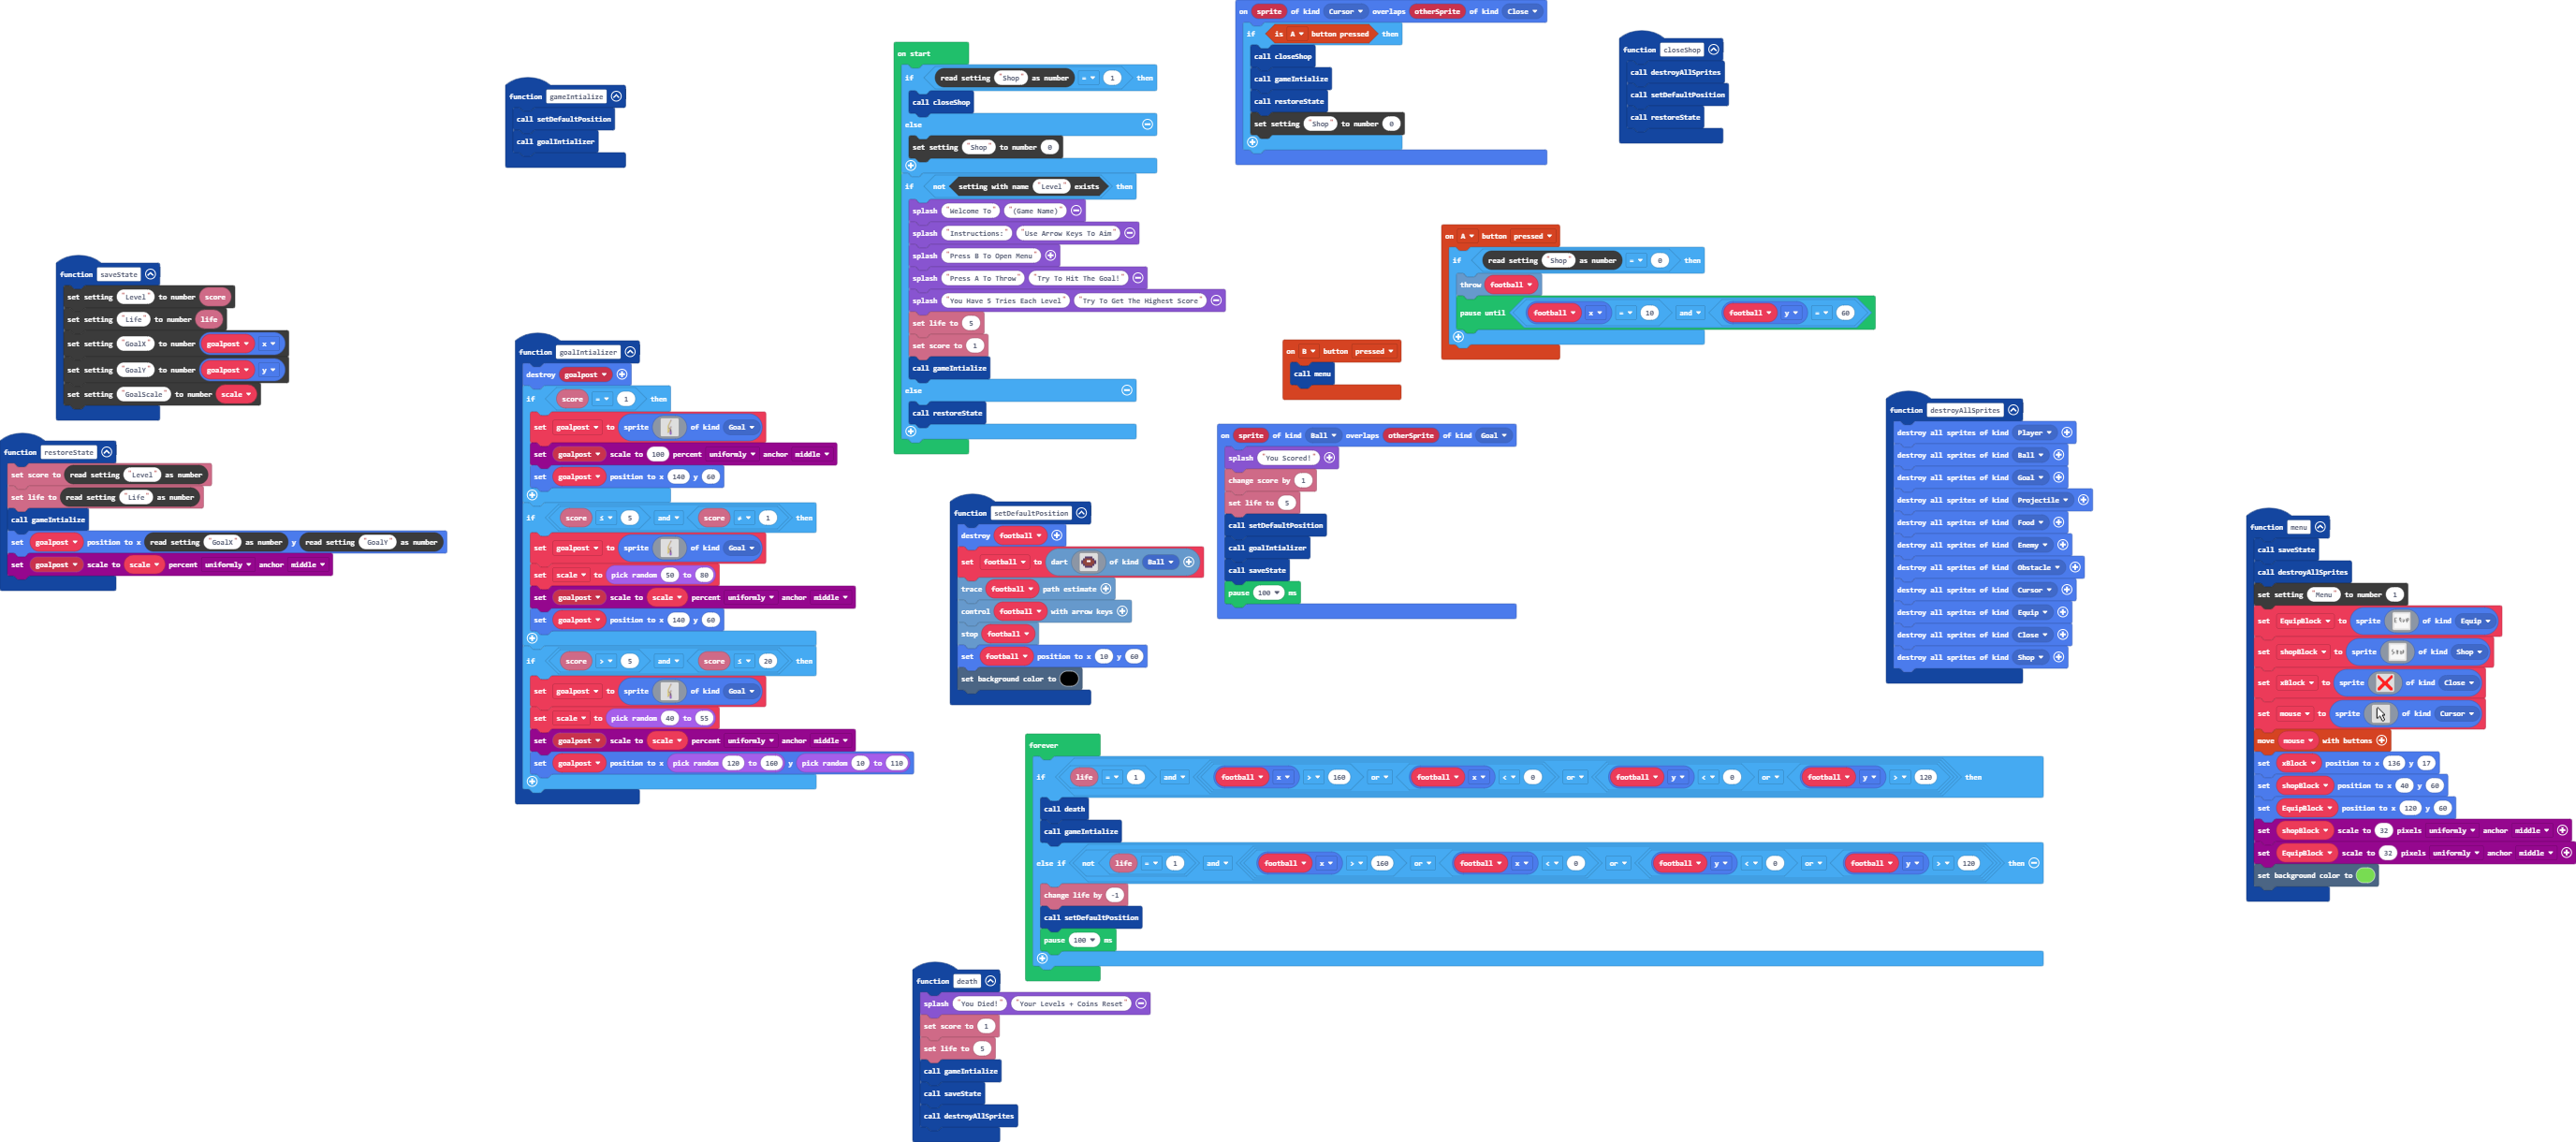 function gameIntialize
call setDefaultPosition
call goalIntializer
function saveState
set setting "Level" to number score
set setting "Life" to number life
set setting "GoalX" to number goalpost x
set setting "GoalY" to number goalpost y
set setting "GoalScale" to number scale
function restoreState
set score to read setting "Level" as number
set life to read setting "Life" as number
call gameIntialize
set goalpost position to x read setting "GoalX" as number y read setting "GoalY" as number
set goalpost scale to scale percent uniformly anchor middle
function goalIntializer
destroy goalpost
if score = 1 then
set goalpost to sprite of kind Goal
set goalpost scale to 100 percent uniformly anchor middle
set goalpost position to x 140 y 60
if score ≤ 5 and score ≠ 1 then
set goalpost to sprite of kind Goal
set scale to pick random 50 to 80
set goalpost scale to scale percent uniformly anchor middle
set goalpost position to x 140 y 60
if score > 5 and score ≤ 20 then
set goalpost to sprite of kind Goal
set scale to pick random 40 to 55
set goalpost scale to scale percent uniformly anchor middle
set goalpost position to x pick random 120 to 160 y pick random 10 to 110
on start
if read setting "Shop" as number = 1 then
call closeShop
else
set setting "Shop" to number 0
if not setting with name "Level" exists then
splash "Welcome To" "(Game Name)"
splash "Instructions:" "Use Arrow Keys To Aim"
splash "Press B To Open Menu"
splash "Press A To Throw" "Try To Hit The Goal!"
splash "You Have 5 Tries Each Level" "Try To Get The Highest Score"
set life to 5
set score to 1
call gameIntialize
else
call restoreState
function setDefaultPosition
destroy football
set football to dart of kind Ball
trace football path estimate
control football with arrow keys
stop football
set football position to x 10 y 60
set background color to
on sprite of kind Cursor overlaps otherSprite of kind Close
if is A button pressed then
call closeShop
call gameIntialize
call restoreState
set setting "Shop" to number 0
function closeShop
call destroyAllSprites
call setDefaultPosition
call restoreState
on A button pressed
if read setting "Shop" as number = 0 then
throw football
pause until football x = 10 and football y = 60
on B button pressed
call menu
on sprite of kind Ball overlaps otherSprite of kind Goal
splash "You Scored!"
change score by 1
set life to 5
call setDefaultPosition
call goalIntializer
call saveState
pause 100 ms
forever
if life = 1 and football x > 160 or football x < 0 or football y < 0 or football y > 120 then
call death
call gameIntialize
else if not life = 1 and football x > 160 or football x < 0 or football y < 0 or football y > 120 then
change life by -1
call setDefaultPosition
pause 100 ms
function death
splash "You Died!" "Your Levels + Coins Reset"
set score to 1
set life to 5
call gameIntialize
call saveState
call destroyAllSprites
function destroyAllSprites
destroy all sprites of kind Player
destroy all sprites of kind Ball
destroy all sprites of kind Goal
destroy all sprites of kind Projectile
destroy all sprites of kind Food
destroy all sprites of kind Enemy
destroy all sprites of kind Obstacle
destroy all sprites of kind Cursor
destroy all sprites of kind Equip
destroy all sprites of kind Close
destroy all sprites of kind Shop
function menu
call saveState
call destroyAllSprites
set setting "Menu" to number 1
set EquipBlock to sprite of kind Equip
set shopBlock to sprite of kind Shop
set xBlock to sprite of kind Close
set mouse to sprite of kind Cursor
move mouse with buttons
set xBlock position to x 136 y 17
set shopBlock position to x 40 y 60
set EquipBlock position to x 120 y 60
set shopBlock scale to 32 pixels uniformly anchor middle
set EquipBlock scale to 32 pixels uniformly anchor middle
set background color to